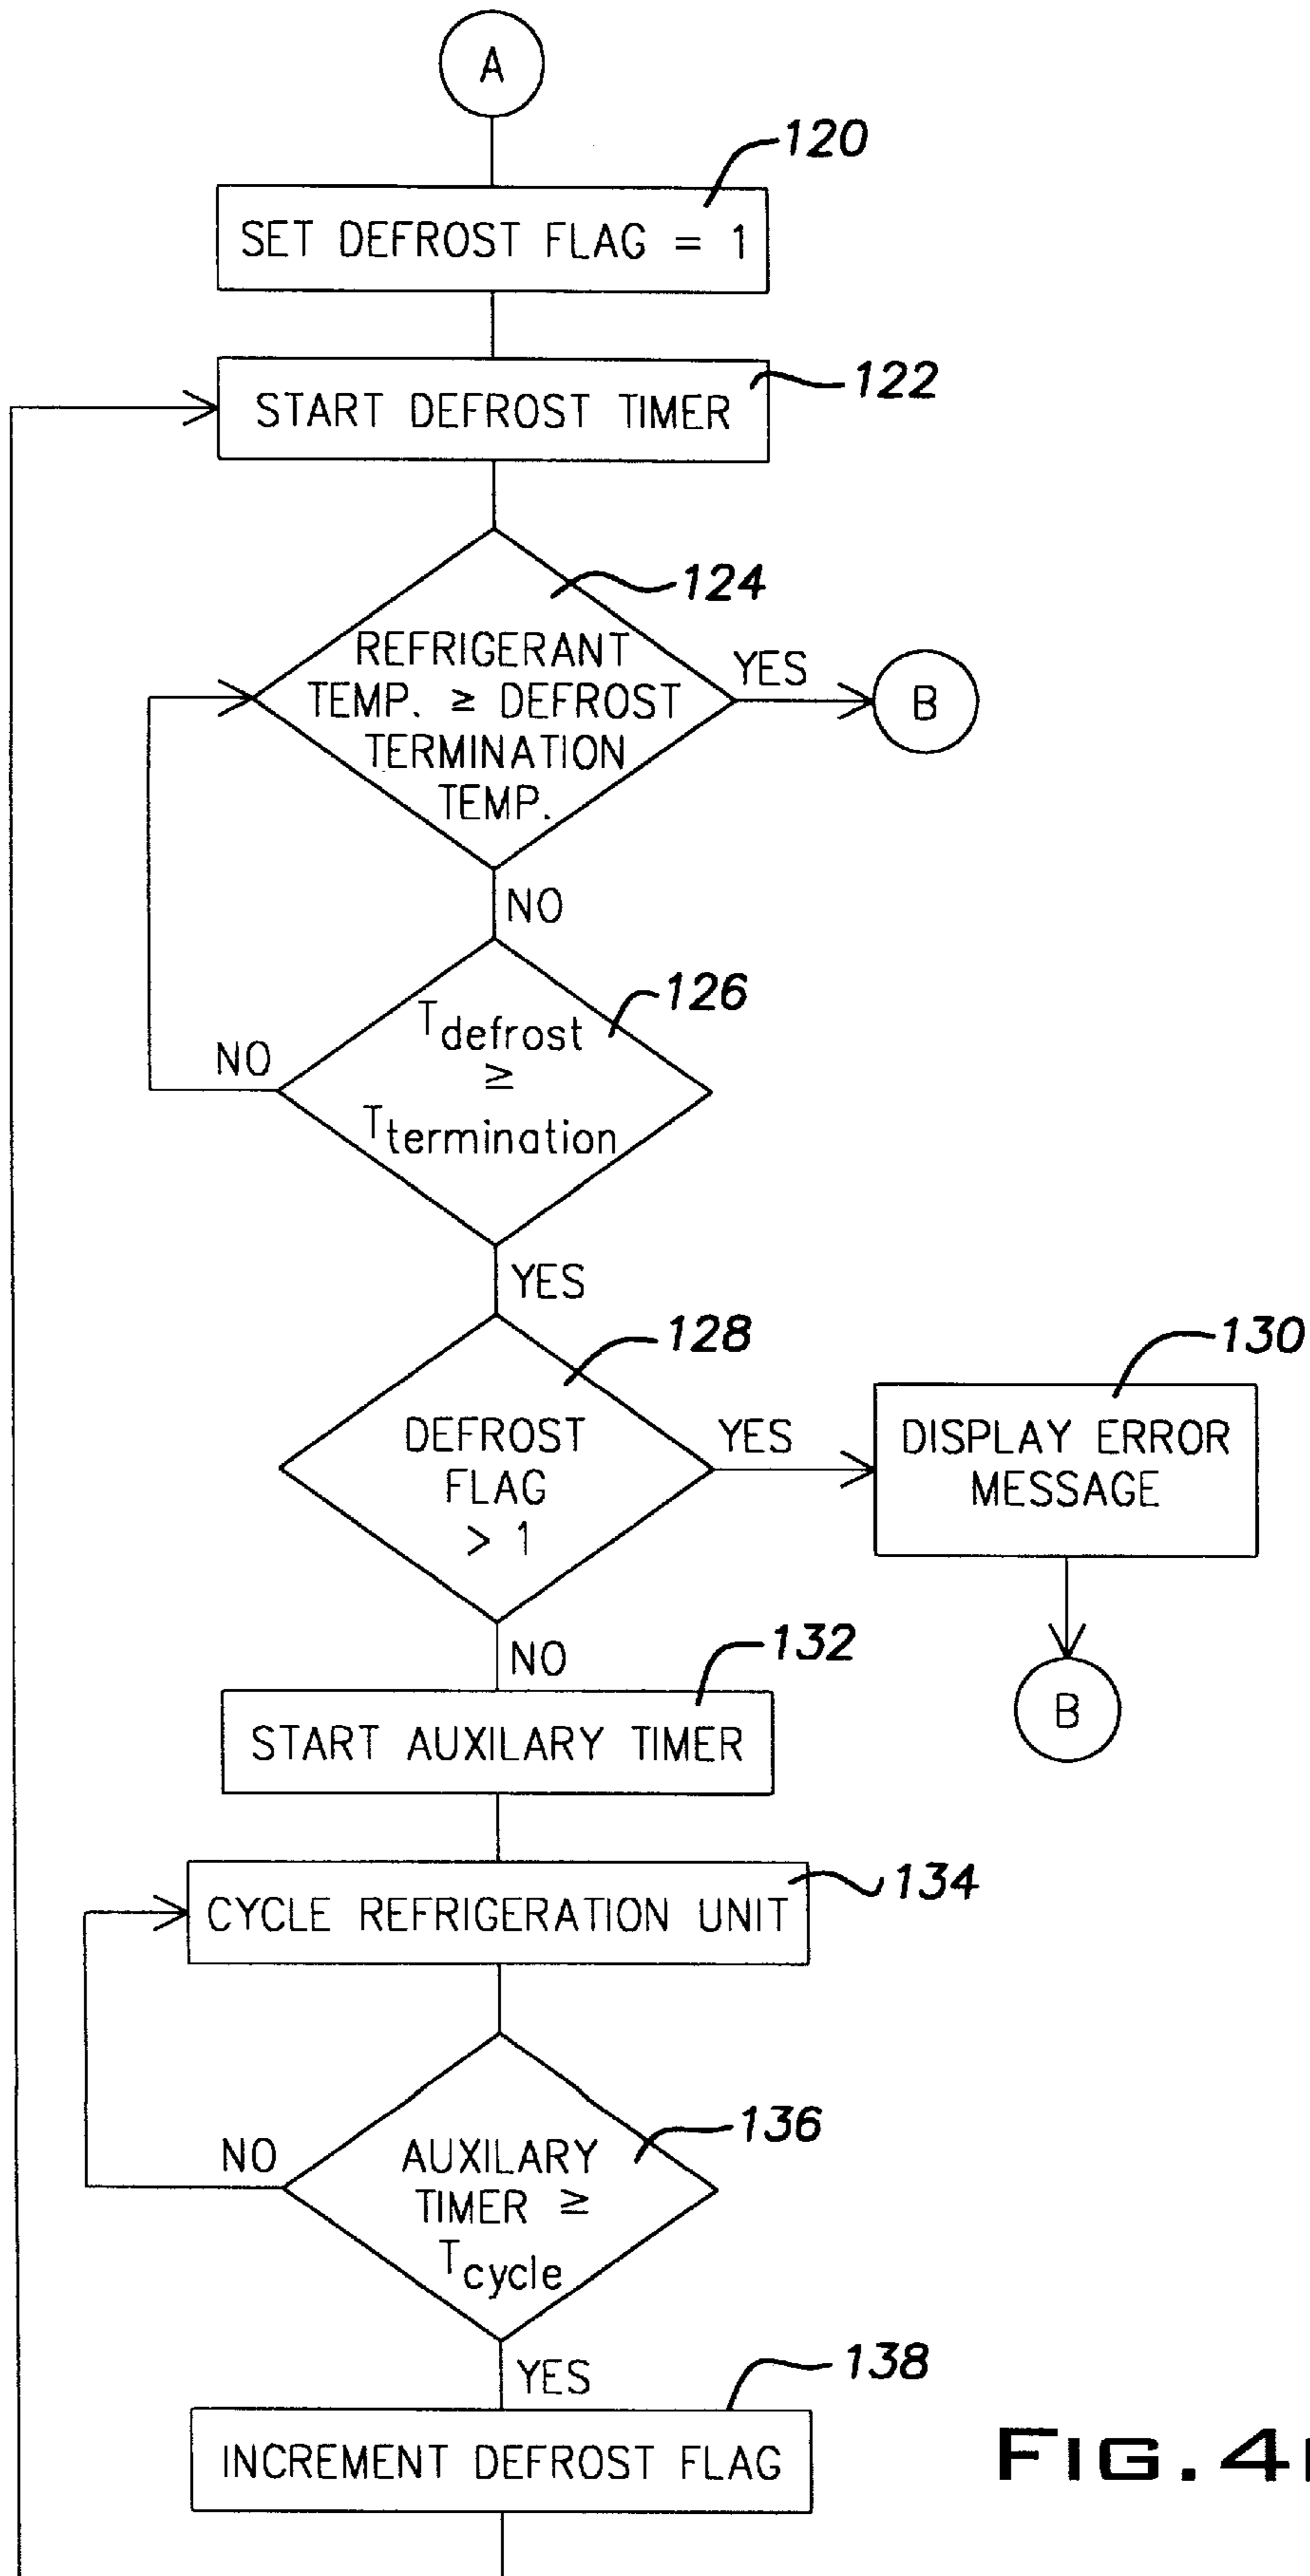 A
120
SET DEFROST FLAG = 1
122
START DEFROST TIMER
124
REFRIGERANT
TEMP. ≥ DEFROST
TERMINATION
TEMP.
YES
B
NO
126
Tdefrost
≥
Ttermination
NO
YES
128
DEFROST
FLAG
> 1
YES
130
DISPLAY ERROR
MESSAGE
B
NO
132
START AUXILARY TIMER
134
CYCLE REFRIGERATION UNIT
136
AUXILARY
TIMER ≥
Tcycle
NO
YES
138
INCREMENT DEFROST FLAG
FIG. 4